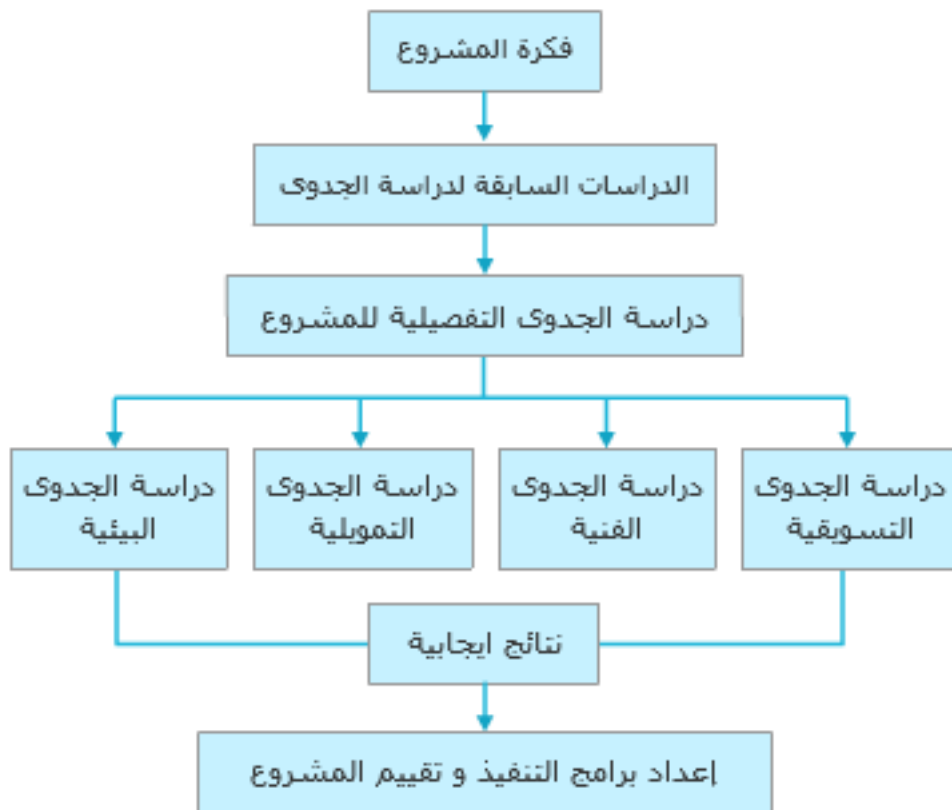 فكرة المشروع
الدراسات السابقة لدراسة الجدوى
دراسة الجدوى التفصيلية للمشروع
دراسة الجدوى
التسويقية
دراسة الجدوى
الفنية
دراسة الجدوى
التمويلية
دراسة الجدوى
البيئية
نتائج ايجابية
إعداد برامج التنفيذ و تقييم المشروع